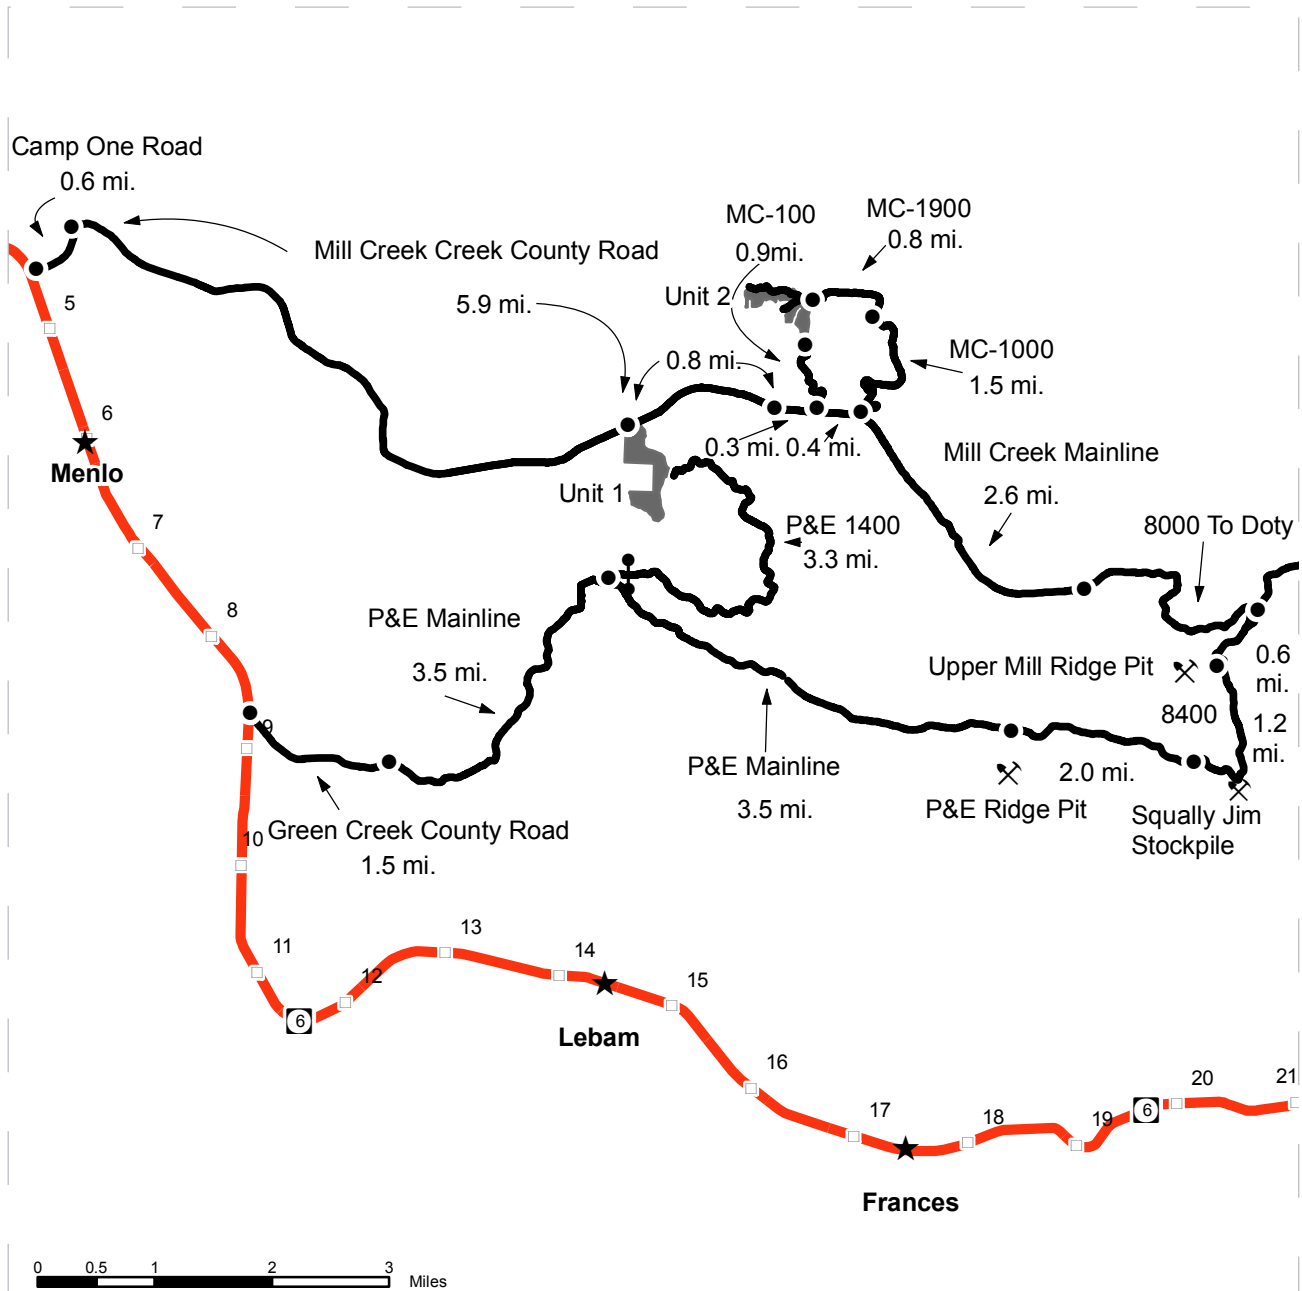 Camp One Road
0.6 mi.
Mill Creek Creek County Road
5.9 mi.
MC-100
0.9mi.
MC-1900
0.8 mi.
Unit 2
0.8 mi.
MC-1000
1.5 mi.
0.3 mi.
0.4 mi.
Mill Creek Mainline
2.6 mi.
Unit 1
P&E 1400
3.3 mi.
8000 To Doty
5
6
Menlo
7
8
9
10
P&E Mainline
3.5 mi.
Upper Mill Ridge Pit
0.6
mi.
8400
1.2
mi.
P&E Mainline
3.5 mi.
2.0 mi.
P&E Ridge Pit
Squally Jim
Stockpile
Green Creek County Road
1.5 mi.
11
6
12
13
14
Lebam
15
16
17
Frances
18
19
6
20
21
0
0.5
1
2
3
Miles